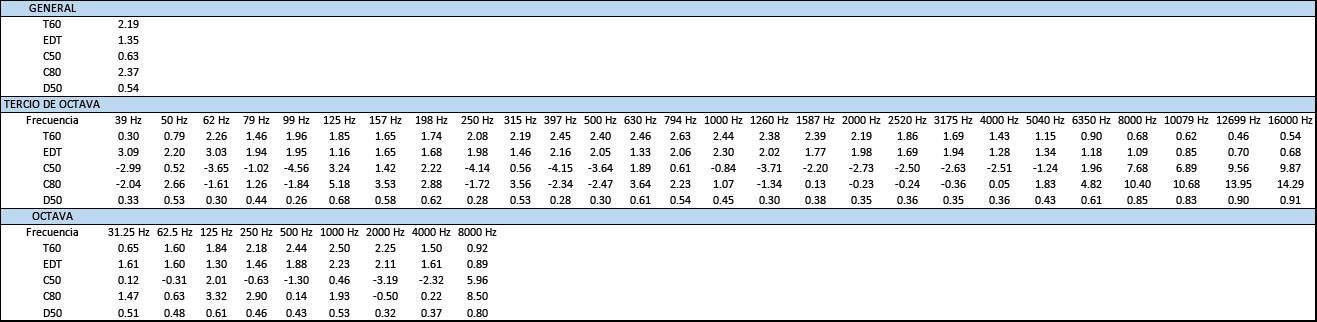 GENERAL
T60 2.19
EDT 1.35
C50 0.63
C80 2.37
D50 0.54
TERCIO DE OCTAVA
Frecuencia 39 Hz 50 Hz 62 Hz 79 Hz 99 Hz 125 Hz 157 Hz 198 Hz 250 Hz 315 Hz 397 Hz 500 Hz 630 Hz 794 Hz 1000 Hz 1260 Hz 1587 Hz 2000 Hz 2520 Hz 3175 Hz 4000 Hz 5040 Hz 6350 Hz 8000 Hz 10079 Hz 12699 Hz 16000 Hz
T60 0.30 0.79 2.26 1.46 1.96 1.85 1.65 1.74 2.08 2.19 2.45 2.40 2.46 2.63 2.44 2.38 2.39 2.19 1.86 1.69 1.43 1.15 0.90 0.68 0.62 0.46 0.54
EDT 3.09 2.20 3.03 1.94 1.95 1.16 1.65 1.68 1.98 1.46 2.16 2.05 1.33 2.06 2.30 2.02 1.77 1.98 1.69 1.94 1.28 1.34 1.18 1.09 0.85 0.70 0.68
C50 -2.99 0.52 -3.65 -1.02 -4.56 3.24 1.42 2.22 -4.14 0.56 -4.15 -3.64 1.89 0.61 -0.84 -3.71 -2.20 -2.73 -2.50 -2.63 -2.51 -1.24 1.96 7.68 6.89 9.56 9.87
C80 -2.04 2.66 -1.61 1.26 -1.84 5.18 3.53 2.88 -1.72 3.56 -2.34 -2.47 3.64 2.23 1.07 -1.34 0.13 -0.23 -0.24 -0.36 0.05 1.83 4.82 10.40 10.68 13.95 14.29
D50 0.33 0.53 0.30 0.44 0.26 0.68 0.58 0.62 0.28 0.53 0.28 0.30 0.61 0.54 0.45 0.30 0.38 0.35 0.36 0.35 0.36 0.43 0.61 0.85 0.83 0.90 0.91
OCTAVA
Frecuencia 31.25 Hz 62.5 Hz 125 Hz 250 Hz 500 Hz 1000 Hz 2000 Hz 4000 Hz 8000 Hz
T60 0.65 1.60 1.84 2.18 2.44 2.50 2.25 1.50 0.92
EDT 1.61 1.60 1.30 1.46 1.88 2.23 2.11 1.61 0.89
C50 0.12 -0.31 2.01 -0.63 -1.30 0.46 -3.19 -2.32 5.96
C80 1.47 0.63 3.32 2.90 0.14 1.93 -0.50 0.22 8.50
D50 0.51 0.48 0.61 0.46 0.43 0.53 0.32 0.37 0.80